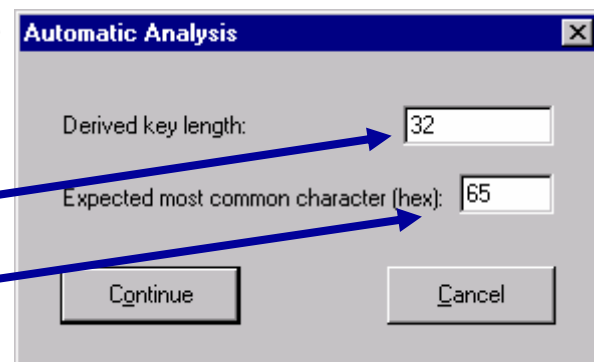 Automatic Analysis
Derived key length: 32
Expected most common character (hex): 65
Continue Cancel